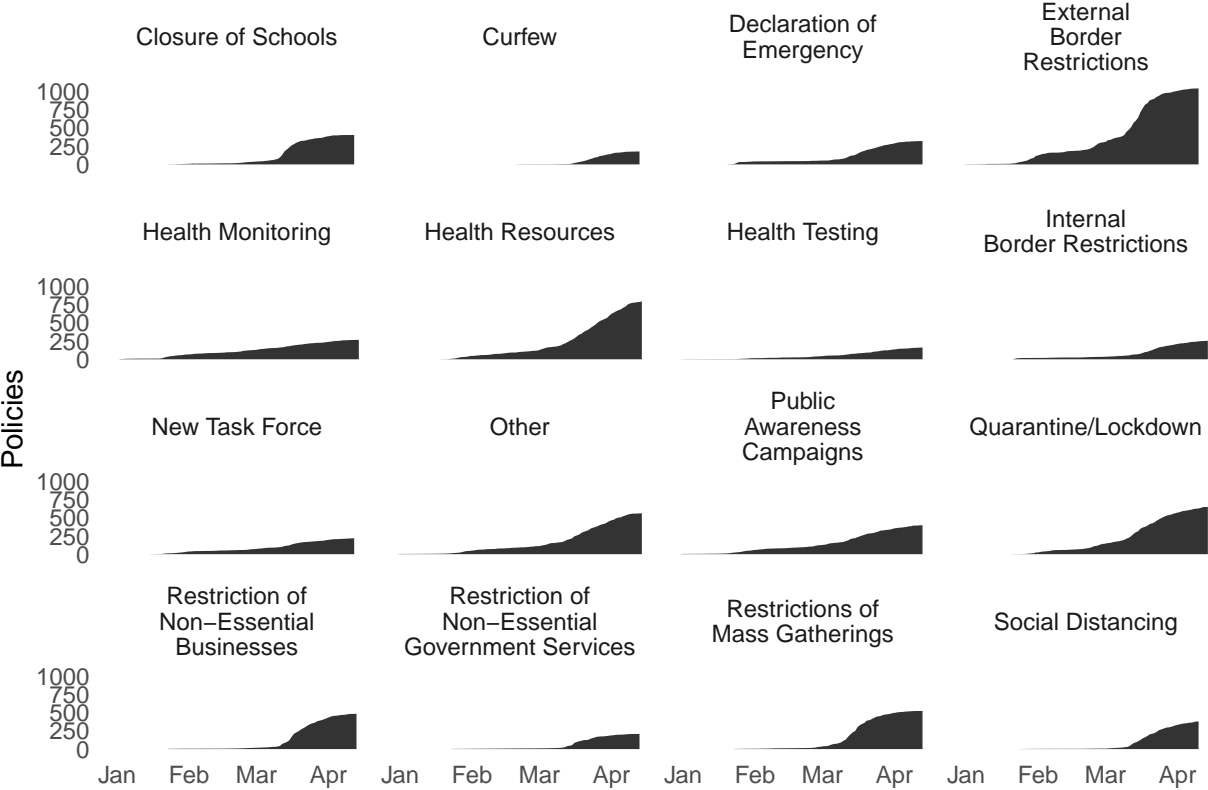 Closure of Schools
Curfew
Declaration of
Emergency
External
Border
Restrictions
1000
750
500
250
0
Health Monitoring
Health Resources
Health Testing
Internal
Border Restrictions
1000
750
500
250
0
Policies
New Task Force
Other
Public
Awareness
Campaigns
Quarantine/Lockdown
1000
750
500
250
0
Restriction of
Non−Essential
Businesses
Restriction of
Non−Essential
Government Services
Restrictions of
Mass Gatherings
Social Distancing
1000
750
500
250
0
Jan Feb Mar Apr Jan Feb Mar Apr Jan Feb Mar Apr Jan Feb Mar Apr